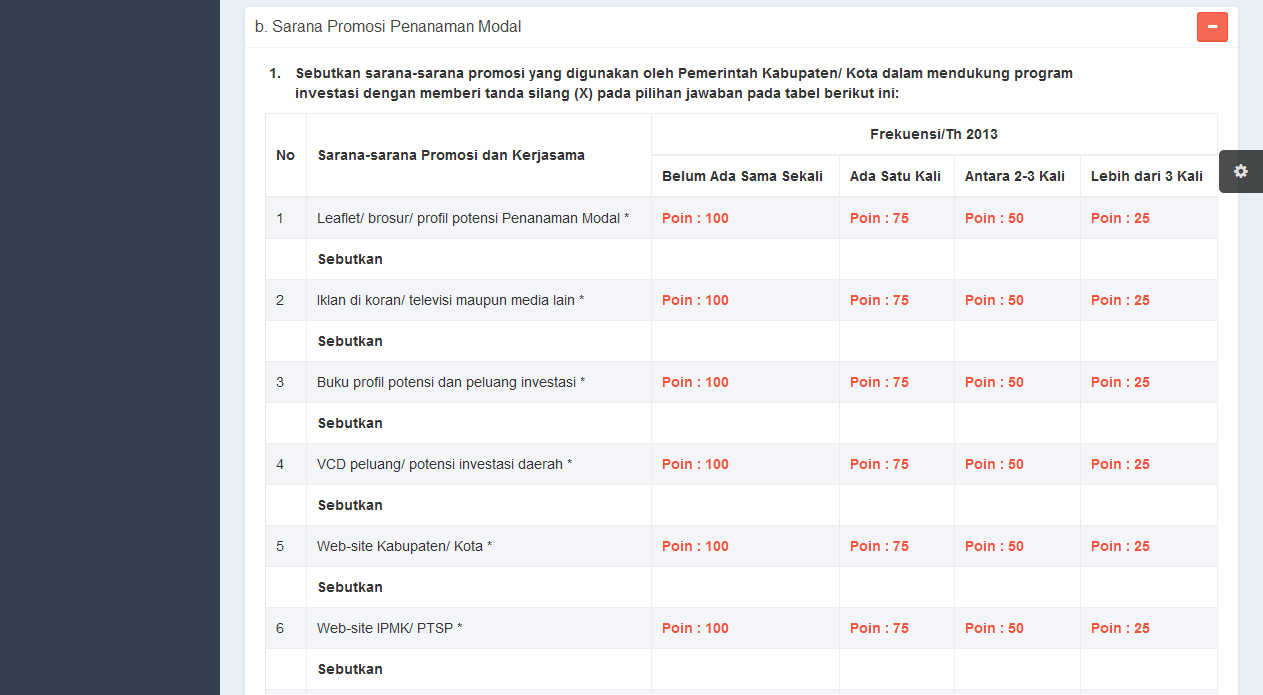 b. Sarana Promosi Penanaman Modal
1. Sebutkan sarana-sarana promosi yang digunakan oleh Pemerintah Kabupaten/ Kota dalam mendukung program
investasi dengan memberi tanda silang (X) pada pilihan jawaban pada tabel berikut ini:
No Sarana-sarana Promosi dan Kerjasama Frekuensi/Th 2013
Belum Ada Sama Sekali Ada Satu Kali Antara 2-3 Kali Lebih dari 3 Kali
1 Leaflet/ brosur/ profil potensi Penanaman Modal * Poin : 100 Poin : 75 Poin : 50 Poin : 25
Sebutkan
2 Iklan di koran/ televisi maupun media lain * Poin : 100 Poin : 75 Poin : 50 Poin : 25
Sebutkan
3 Buku profil potensi dan peluang investasi * Poin : 100 Poin : 75 Poin : 50 Poin : 25
Sebutkan
4 VCD peluang/ potensi investasi daerah * Poin : 100 Poin : 75 Poin : 50 Poin : 25
Sebutkan
5 Web-site Kabupaten/ Kota * Poin : 100 Poin : 75 Poin : 50 Poin : 25
Sebutkan
6 Web-site IPMK/ PTSP * Poin : 100 Poin : 75 Poin : 50 Poin : 25
Sebutkan